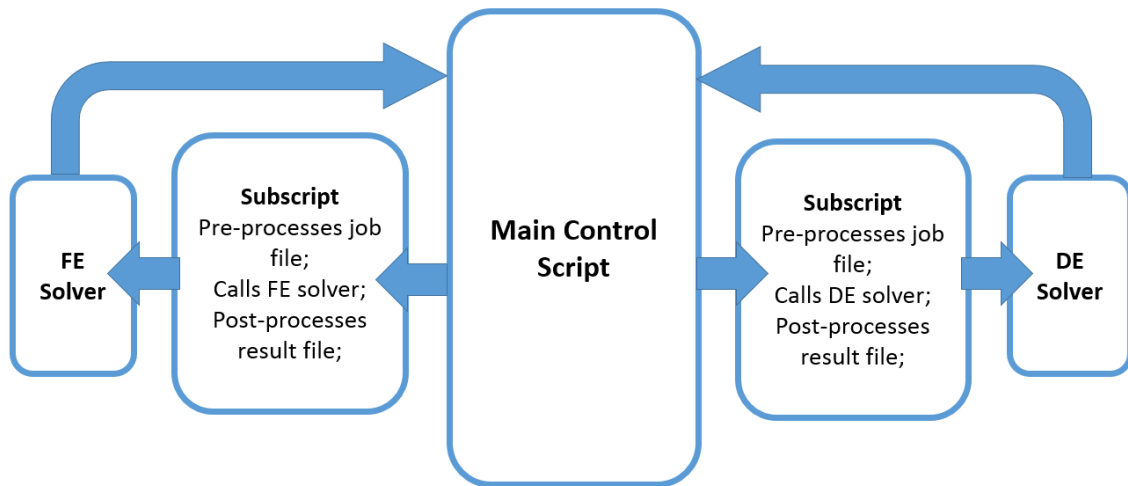 FE
Solver
Subscript
Pre-processes job
file;
Calls FE solver;
Post-processes
result file;
Main Control
Script
Subscript
Pre-processes job
file;
Calls DE solver;
Post-processes
result file;
DE
Solver